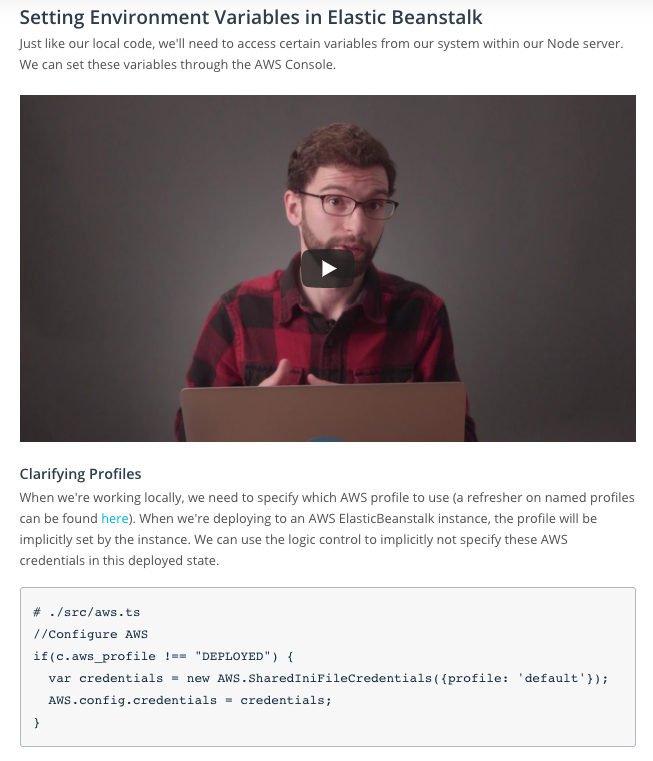 Setting Environment Variables in Elastic Beanstalk
Just like our local code, we'll need to access certain variables from our system within our Node server.
We can set these variables through the AWS Console.
Clarifying Profiles
When we're working locally, we need to specify which AWS profile to use (a refresher on named profiles
can be found here). When we're deploying to an AWS ElasticBeanstalk instance, the profile will be
implicitly set by the instance. We can use the logic control to implicitly not specify these AWS
credentials in this deployed state.
# ./src/aws.ts
//Configure AWS
if(c.aws_profile !== "DEPLOYED") {
  var credentials = new AWS.SharedIniFileCredentials({profile: 'default'});
  AWS.config.credentials = credentials;
}